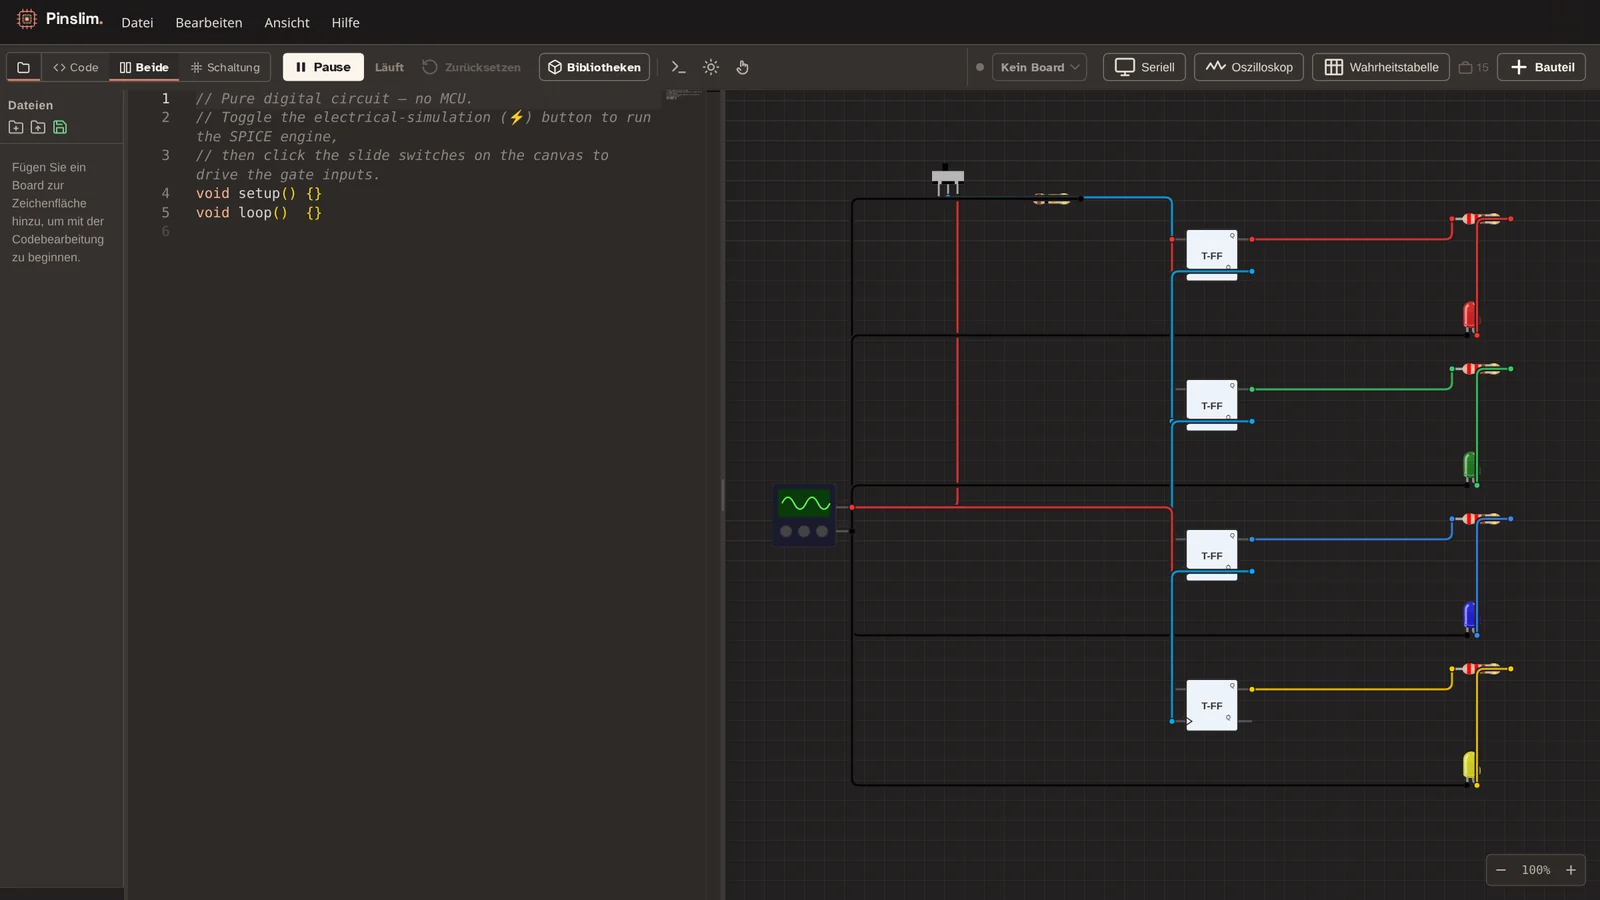 Pinslim.
Datei Bearbeiten Ansicht Hilfe
Code Beide Schaltung Pause Läuft Zurücksetzen Bibliotheken Kein Board Seriell Oszilloskop Wahrheitstabelle 15 Bauteil
Dateien
Fügen Sie ein
Board zur
Zeichenfläche
hinzu, um mit der
Codebearbeitung
zu beginnen.
1 // Pure digital circuit — no MCU.
2 // Toggle the electrical-simulation (⚡) button to run
the SPICE engine,
3 // then click the slide switches on the canvas to
drive the gate inputs.
4 void setup() {}
5 void loop()  {}
6
Q
T-FF
Q
Q
T-FF
Q
Q
T-FF
Q
Q
T-FF
Q
100%